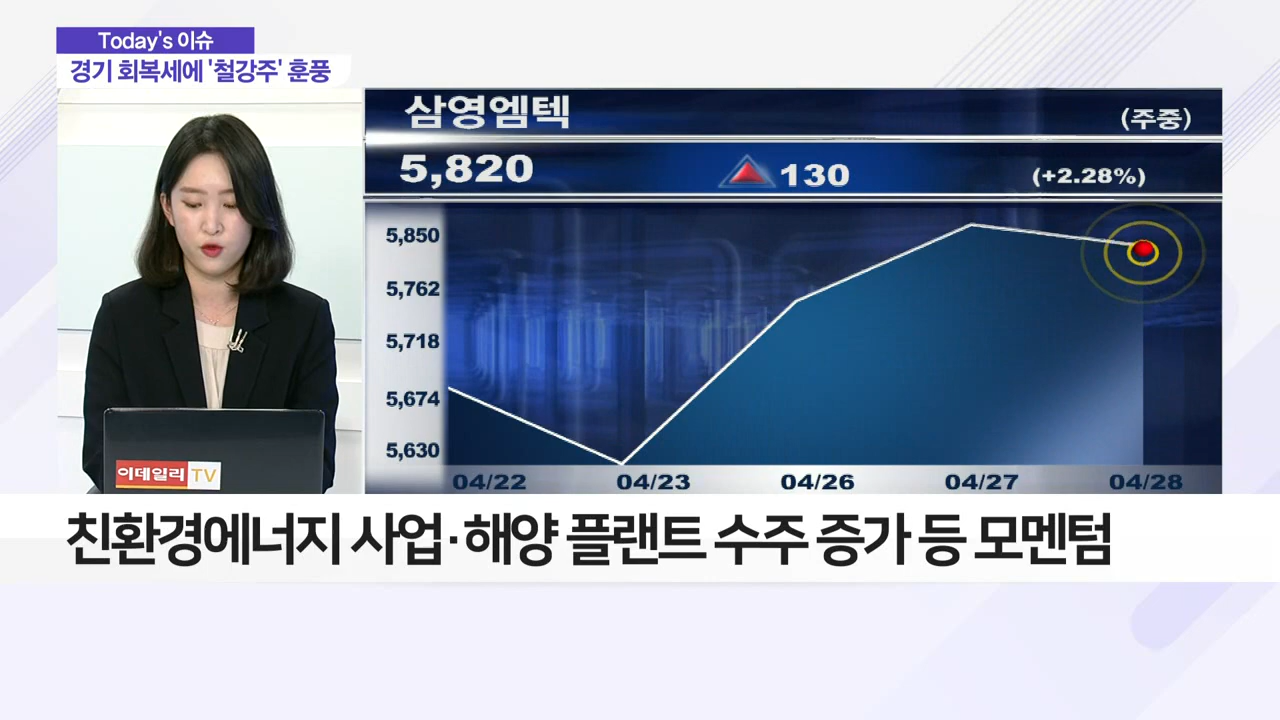 Today's 이슈
경기 회복세에 '철강주' 훈풍
삼영엠텍
(주중)
5,820
130
(+2.28%)
5,850
5,762
5,718
5,674
5,630
04/22
04/23
04/26
04/27
04/28
이데일리 TV
친환경에너지 사업·해양 플랜트 수주 증가 등 모멘텀